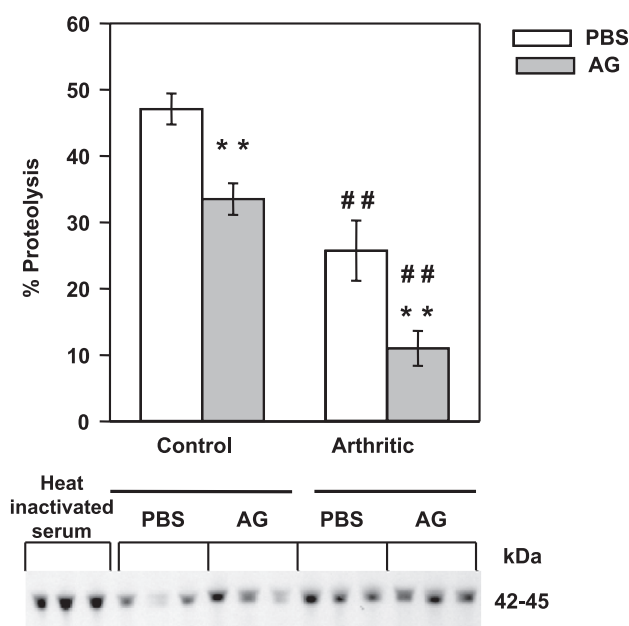 60
50
40
30
20
10
0
% Proteolysis
PBS
AG
* *
# #
# #
* *
Control
Arthritic
Heat
inactivated
serum
PBS
AG
PBS
AG
kDa
42-45